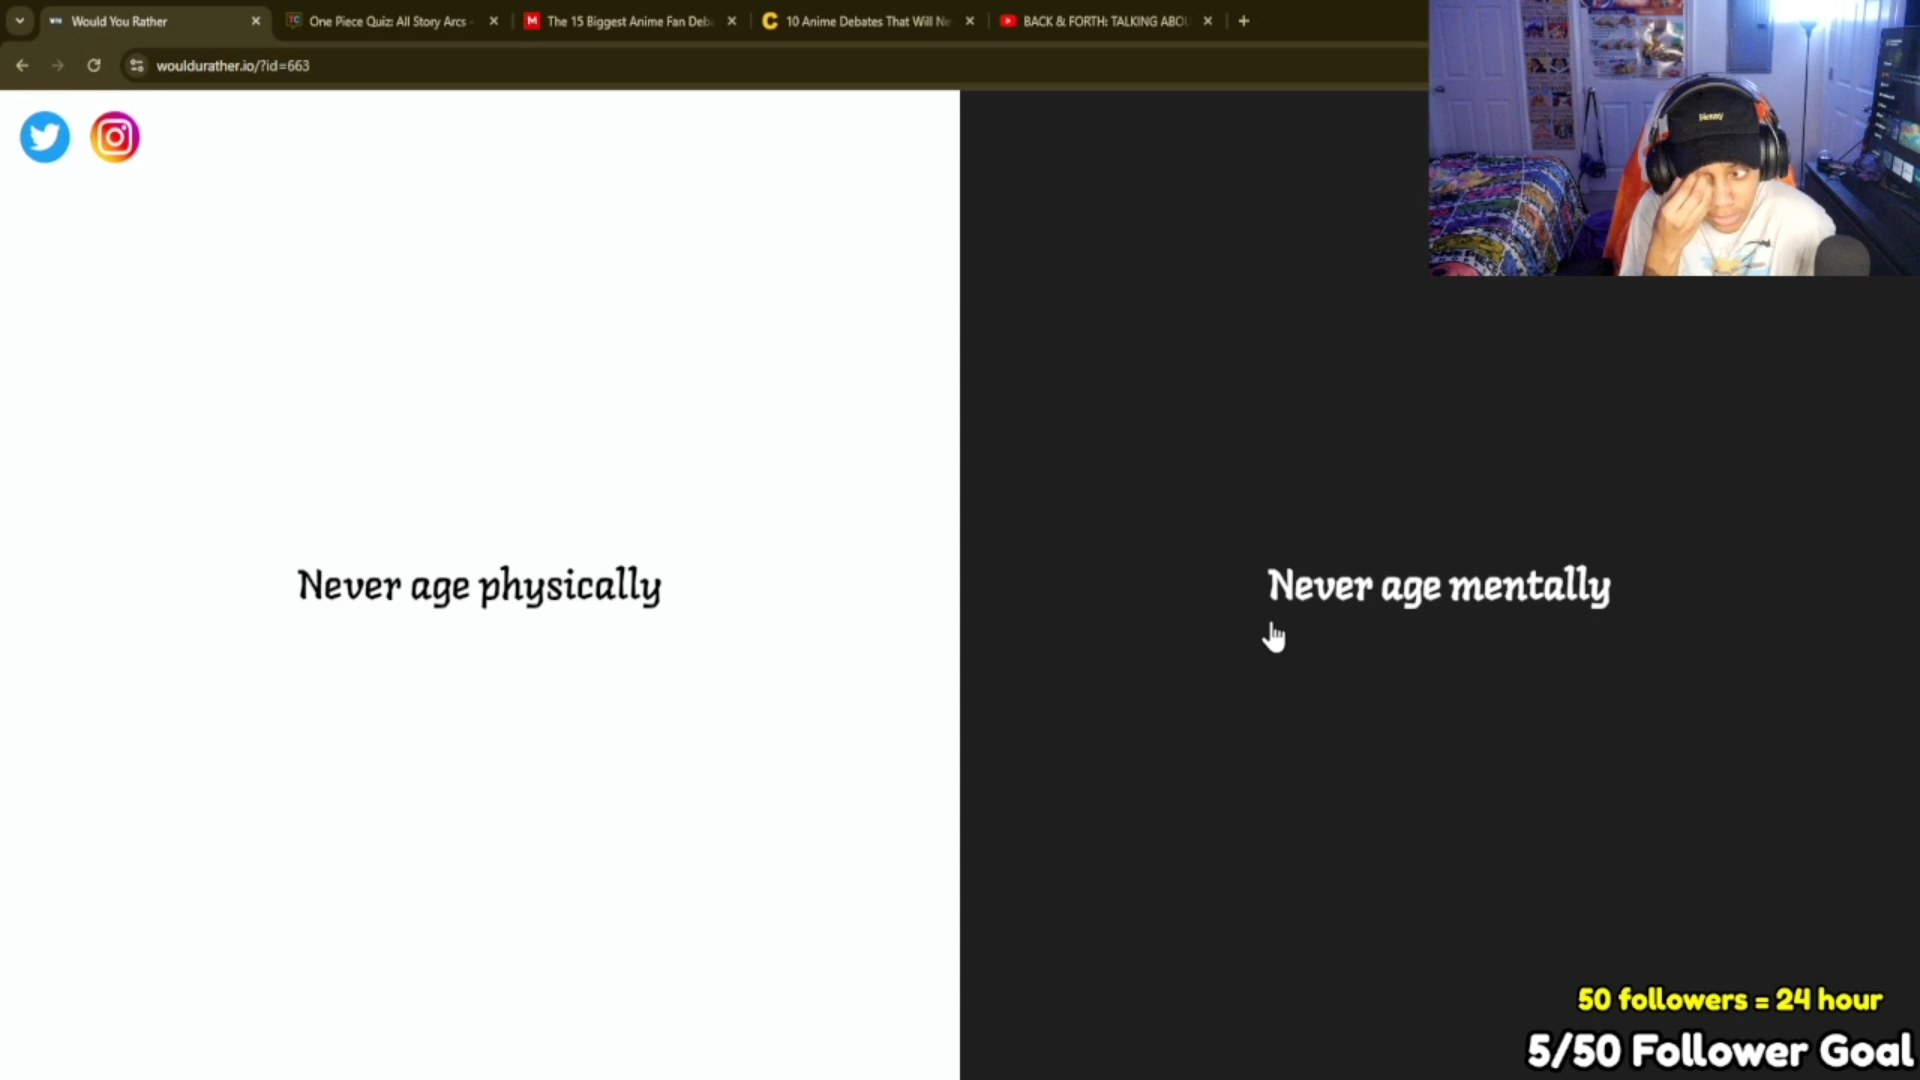 Would You Rather
One Piece Quiz: All Story Arcs
The 15 Biggest Anime Fan Deb
10 Anime Debates That Will Ne
BACK & FORTH: TALKING ABOU
wouldurather.io/?id=663
Never age physically
Never age mentally
50 followers = 24 hour
5/50 Follower Goal